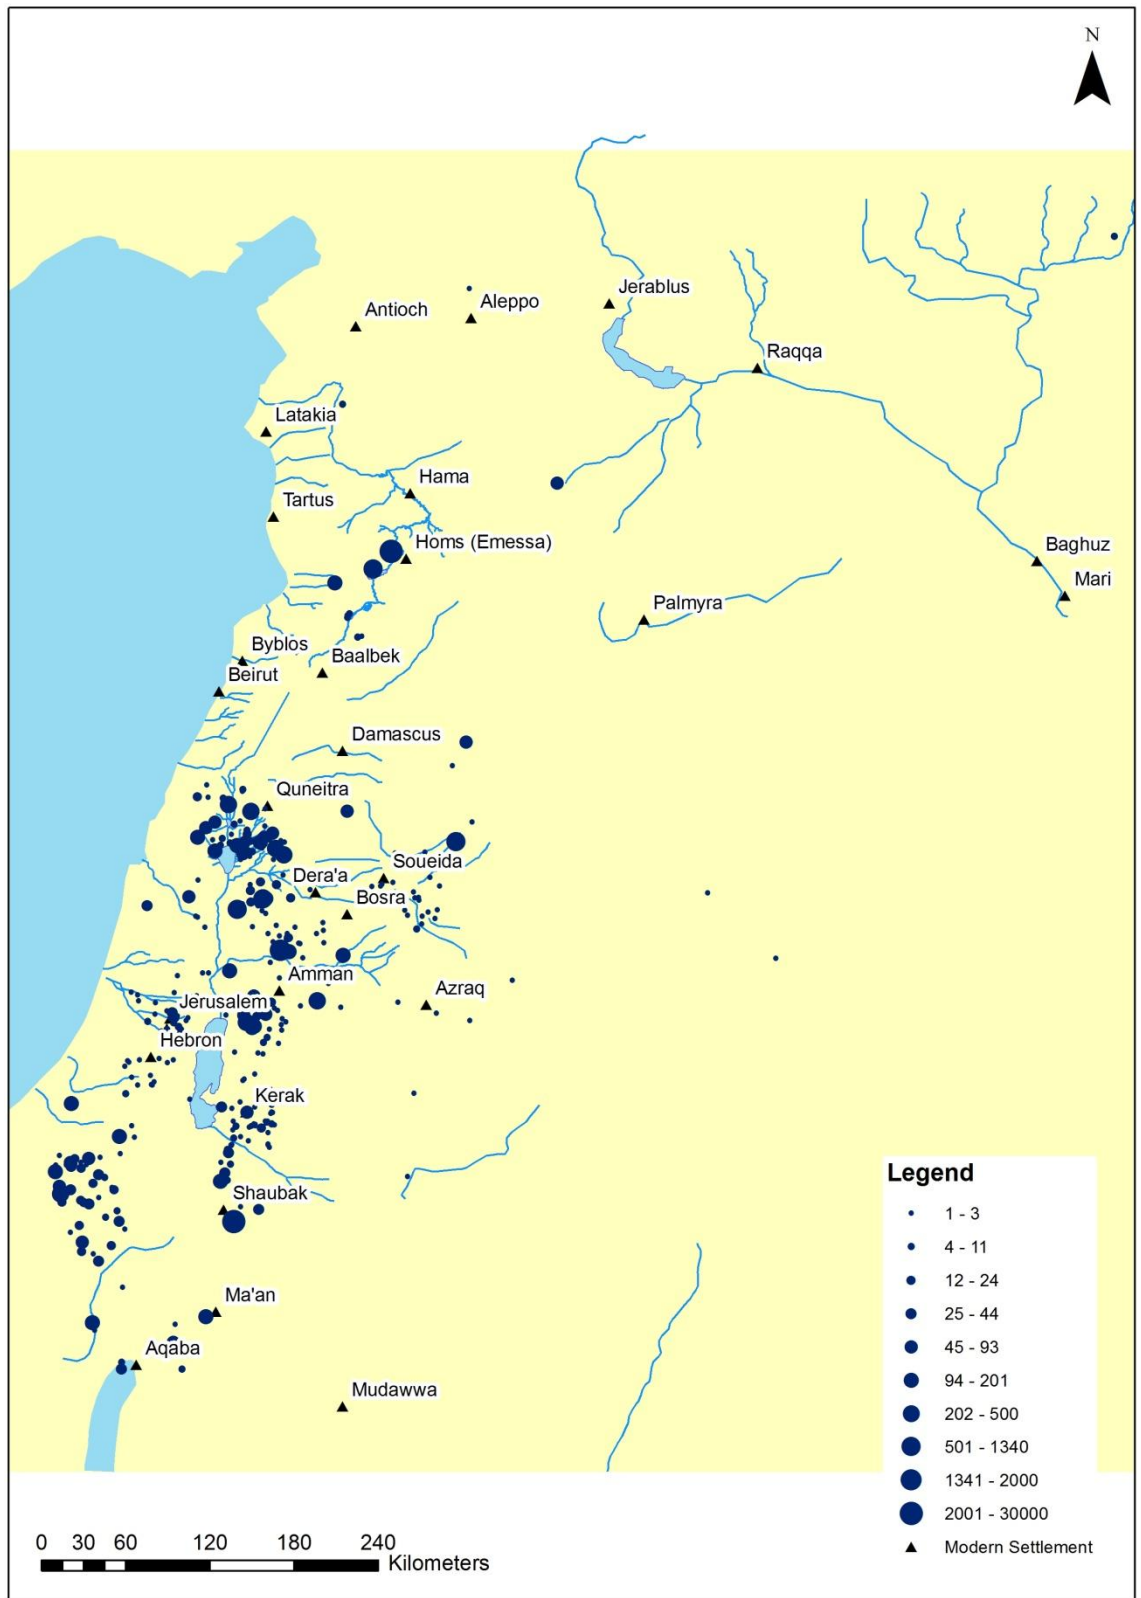 N
Jerablus
Aleppo
Antioch
Raqqa
Latakia
Hama
Tartus
Homs (Emessa)
Baghuz
Mari
Palmyra
Byblos
Baalbek
Beirut
Damascus
Quneitra
Soueida
Dera'a
Bosra
Amman
Azraq
Jerusalem
Hebron
Kerak
Shaubak
Ma'an
Aqaba
Mudawwa
Legend
1 - 3
4 - 11
12 - 24
25 - 44
45 - 93
94 - 201
202 - 500
501 - 1340
1341 - 2000
2001 - 30000
Modern Settlement
0 30 60 120 180 240
Kilometers